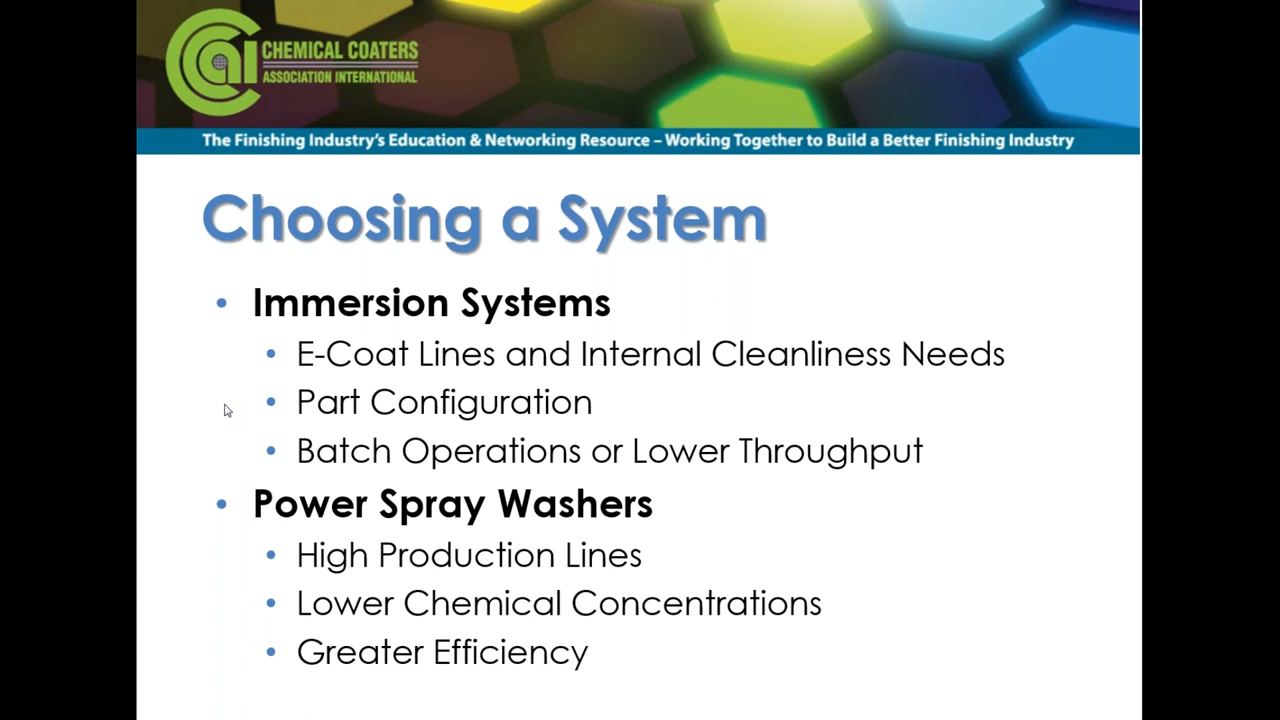 CHEMICAL COATERS
ASSOCIATION INTERNATIONAL
The Finishing Industry's Education & Networking Resource – Working Together to Build a Better Finishing Industry
Choosing a System
• Immersion Systems
• E-Coat Lines and Internal Cleanliness Needs
• Part Configuration
• Batch Operations or Lower Throughput
• Power Spray Washers
• High Production Lines
• Lower Chemical Concentrations
• Greater Efficiency